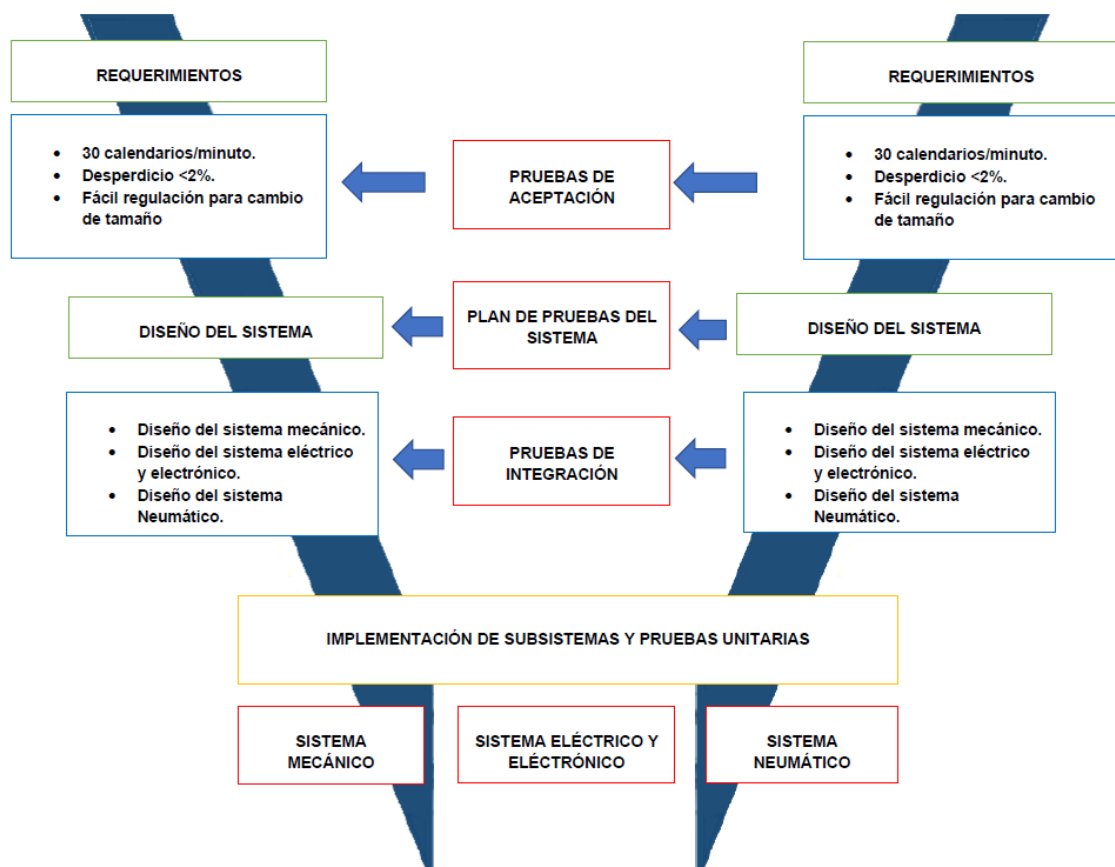 REQUERIMIENTOS
REQUERIMIENTOS
• 30 calendarios/minuto.
• Desperdicio <2%.
• Fácil regulación para cambio
de tamaño
PRUEBAS DE
ACEPTACIÓN
• 30 calendarios/minuto.
• Desperdicio <2%.
• Fácil regulación para cambio
de tamaño
DISEÑO DEL SISTEMA
PLAN DE PRUEBAS DEL
SISTEMA
DISEÑO DEL SISTEMA
• Diseño del sistema mecánico.
• Diseño del sistema eléctrico
y electrónico.
• Diseño del sistema
Neumático.
PRUEBAS DE
INTEGRACIÓN
• Diseño del sistema mecánico.
• Diseño del sistema eléctrico
y electrónico.
• Diseño del sistema
Neumático.
IMPLEMENTACIÓN DE SUBSISTEMAS Y PRUEBAS UNITARIAS
SISTEMA
MECÁNICO
SISTEMA ELÉCTRICO Y
ELÉCTRÓNICO
SISTEMA
NEUMÁTICO